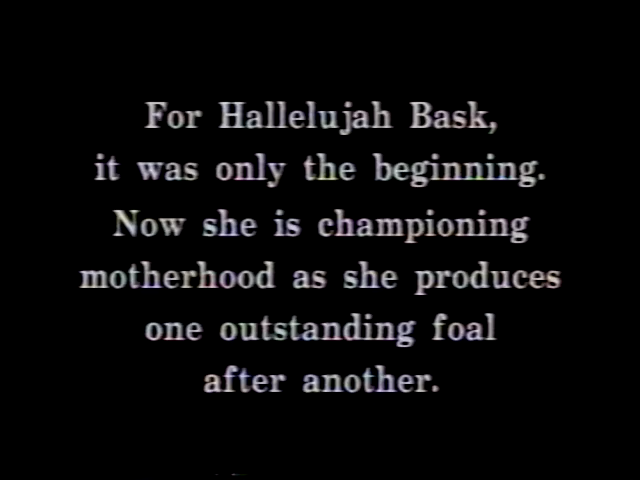 For Hallelujah Bask,
it was only the beginning.
Now she is championing
motherhood as she produces
one outstanding foal
after another.